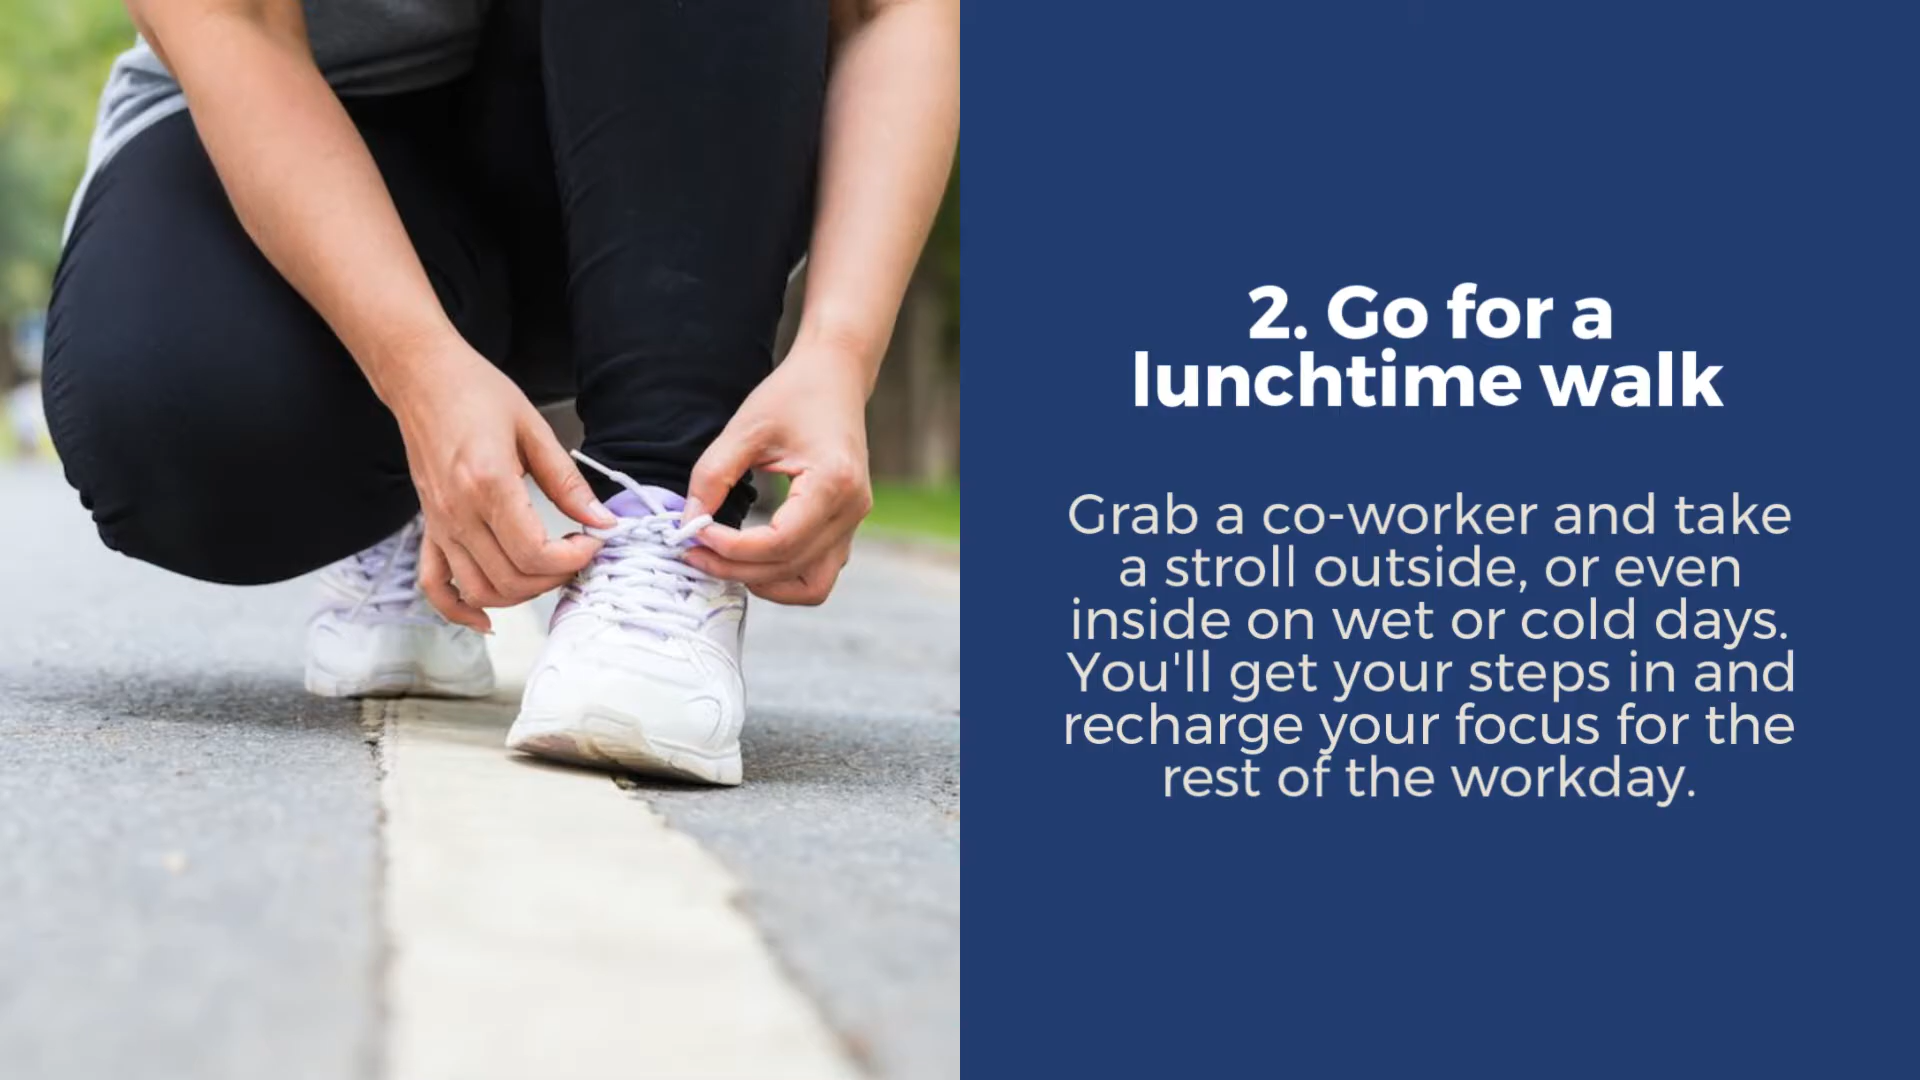 2. Go for a
lunchtime walk
Grab a co-worker and take
a stroll outside, or even
inside on wet or cold days.
You'll get your steps in and
recharge your focus for the
rest of the workday.